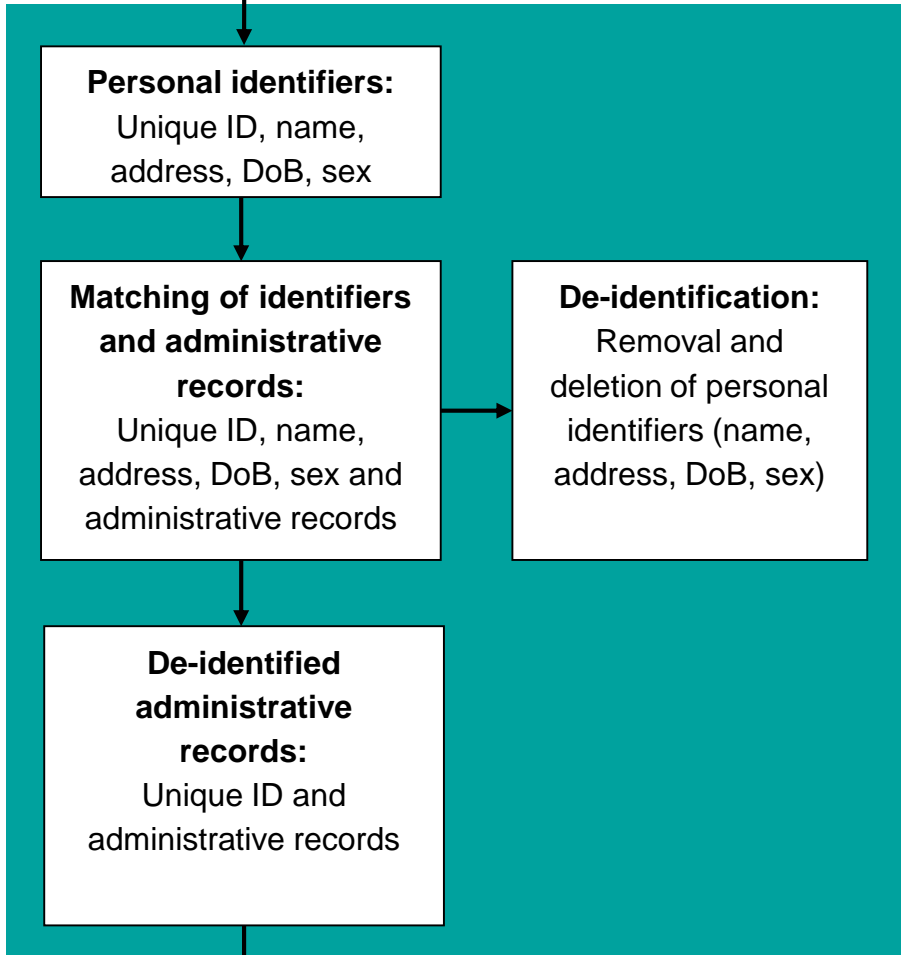 Personal identifiers:
Unique ID, name,
address, DoB, sex
Matching of identifiers
and administrative
records:
Unique ID, name,
address, DoB, sex and
administrative records
De-identification:
Removal and
deletion of personal
identifiers (name,
address, DoB, sex)
De-identified
administrative
records:
Unique ID and
administrative records